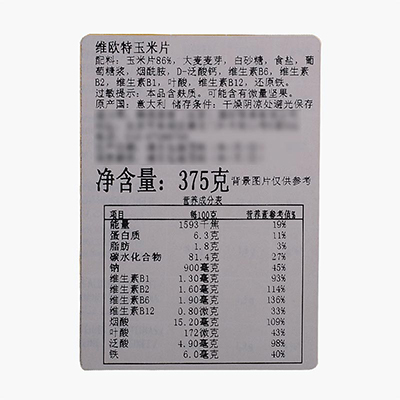 维欧特玉米片
配料：玉米片86%，大麦麦芽，白砂糖，食盐，葡
萄糖浆，烟酰胺，D-泛酸钙，维生素B6，维生素
B2，维生素B1，叶酸，维生素B12，还原铁。
过敏提示：本品含麸质。可能含有微量坚果。
原产国：意大利 储存条件：干燥阴凉处避光保存
净含量：375克 背景图片仅供参考
营养成分表
项目 每100克 营养素参考值%
能量 1593千焦 19%
蛋白质 6.3克 11%
脂肪 1.8克 3%
碳水化合物 81.4克 27%
钠 900毫克 45%
维生素B1 1.30毫克 93%
维生素B2 1.60毫克 114%
维生素B6 1.90毫克 136%
维生素B12 0.80微克 33%
烟酸 15.20毫克 109%
叶酸 172微克 43%
泛酸 4.90毫克 98%
铁 6.0毫克 40%